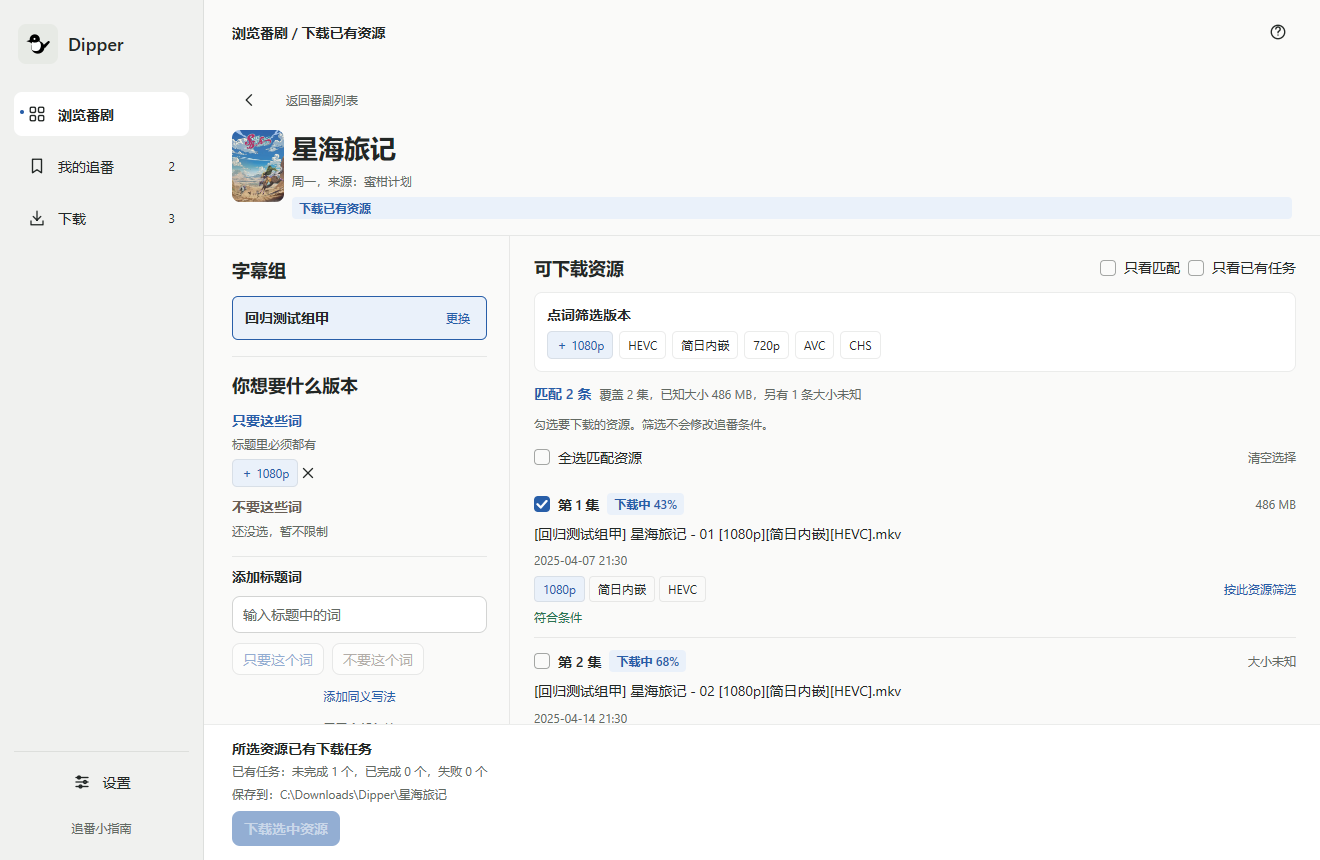 Dipper
浏览番剧
我的追番 2
下载 3
设置
追番小指南
浏览番剧 / 下载已有资源
返回番剧列表
星海旅记
周一，来源：蜜柑计划
下载已有资源
字幕组
回归测试组甲 更换
你想要什么版本
只要这些词
标题里必须都有
+ 1080p
不要这些词
还没选，暂不限制
添加标题词
输入标题中的词
只要这个词 不要这个词
添加同义写法
可下载资源 只看匹配 只看已有任务
点词筛选版本
+ 1080p HEVC 简日内嵌 720p AVC CHS
匹配 2 条 覆盖 2 集，已知大小 486 MB，另有 1 条大小未知
勾选要下载的资源。筛选不会修改追番条件。
全选匹配资源 清空选择
第 1 集 下载中 43% 486 MB
[回归测试组甲] 星海旅记 - 01 [1080p][简日内嵌][HEVC].mkv
2025-04-07 21:30
1080p 简日内嵌 HEVC 按此资源筛选
符合条件
第 2 集 下载中 68% 大小未知
[回归测试组甲] 星海旅记 - 02 [1080p][简日内嵌][HEVC].mkv
2025-04-14 21:30
所选资源已有下载任务
已有任务：未完成 1 个，已完成 0 个，失败 0 个
保存到：C:\Downloads\Dipper\星海旅记
下载选中资源